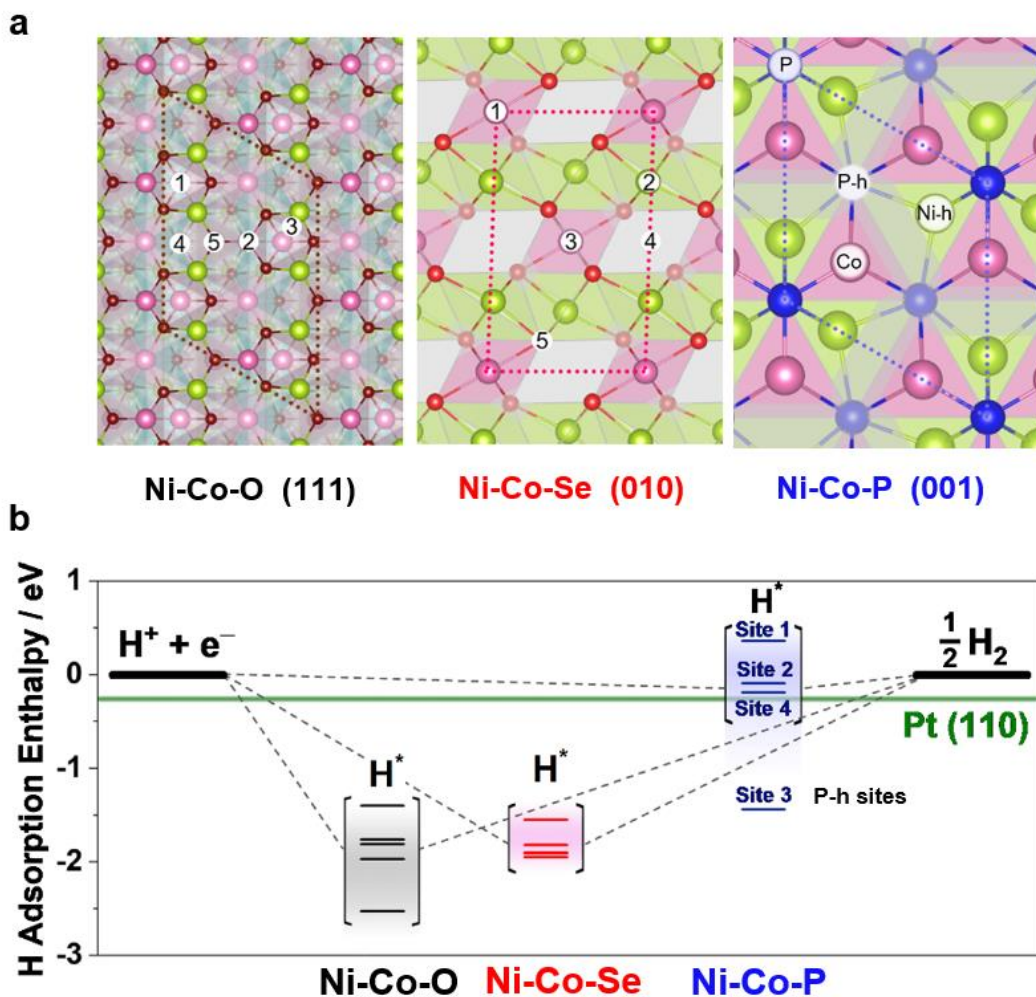 a
1
4 5 2 3
1
2
3 4
5
P
P-h
Ni-h
Co
Ni-Co-O (111)
Ni-Co-Se (010)
Ni-Co-P (001)
b
H Adsorption Enthalpy / eV
1
0
-1
-2
-3
H⁺ + e⁻
H*
H*
H*
Site 1
Site 2
Site 4
Site 3
P-h sites
½ H₂
Pt (110)
Ni-Co-O
Ni-Co-Se
Ni-Co-P